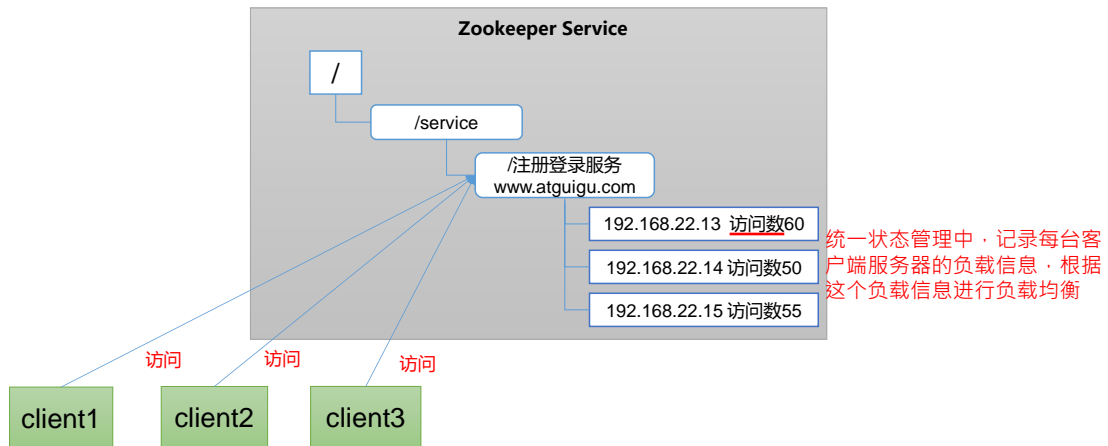 Zookeeper Service
/
/service
/注册登录服务
www.atguigu.com
192.168.22.13 访问数60
192.168.22.14 访问数50
192.168.22.15 访问数55
统一状态管理中，记录每台客
户端服务器的负载信息，根据
这个负载信息进行负载均衡
访问
访问
访问
client1
client2
client3